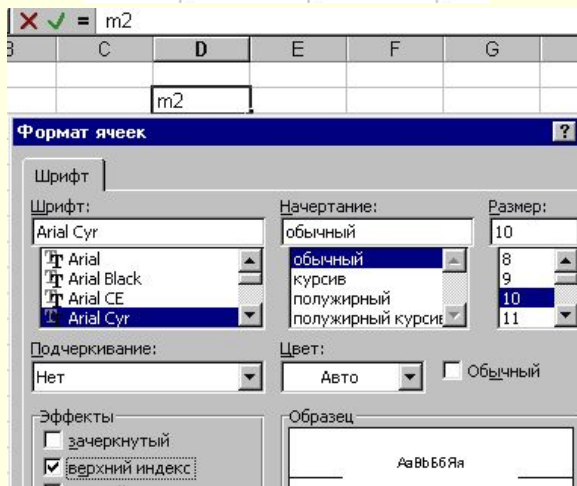 = m2
B C D E F G
m2
Формат ячеек ?
Шрифт
Шрифт: Начертание: Размер:
Arial Cyr обычный 10
Arial обычный 8
Arial Black курсив 9
Arial CE полужирный 10
Arial Cyr полужирный курсив 11
Подчеркивание: Цвет:
Нет Авто Обычный
Эффекты Образец
зачеркнутый
верхний индекс АаВbБбЯя